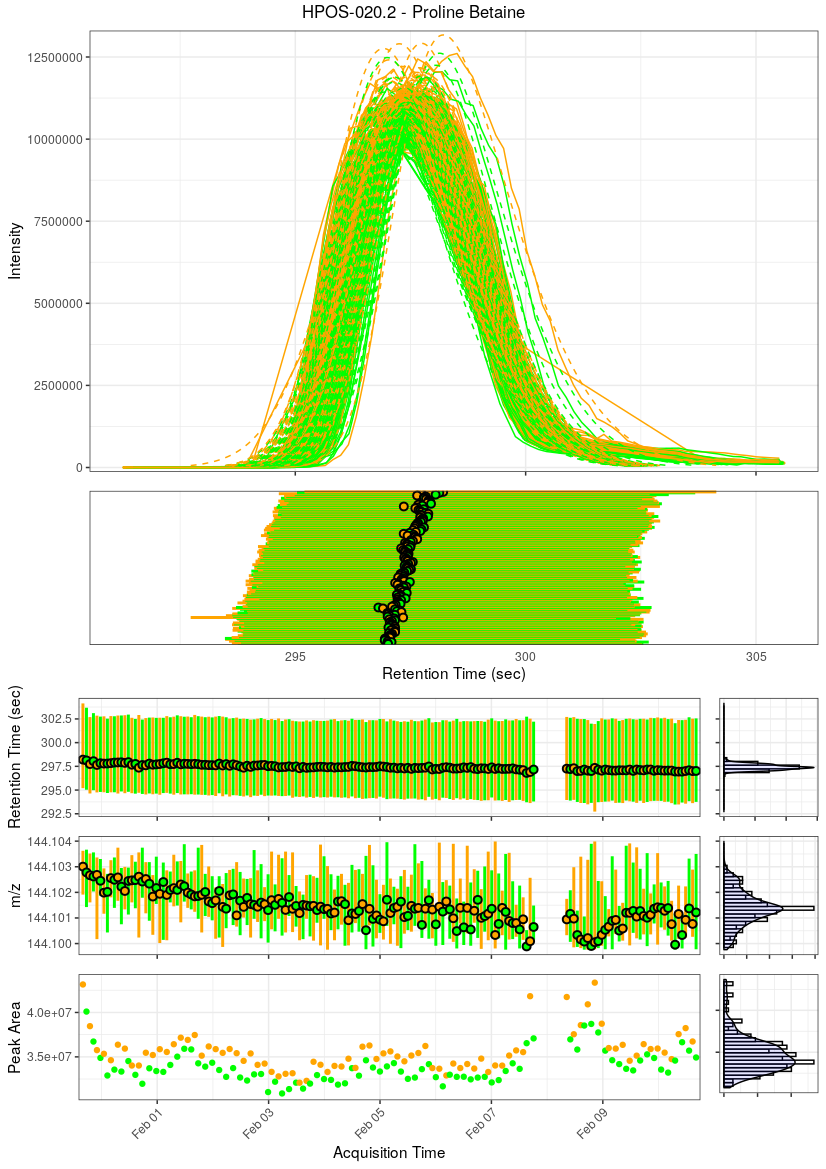 HPOS-020.2 - Proline Betaine
12500000
10000000
7500000
5000000
2500000
0
Intensity
295
300
305
Retention Time (sec)
302.5
300.0
297.5
295.0
292.5
Retention Time (sec)
144.104
144.103
144.102
144.101
144.100
m/z
4.0e+07
3.5e+07
Peak Area
Feb 01
Feb 03
Feb 05
Feb 07
Feb 09
Acquisition Time